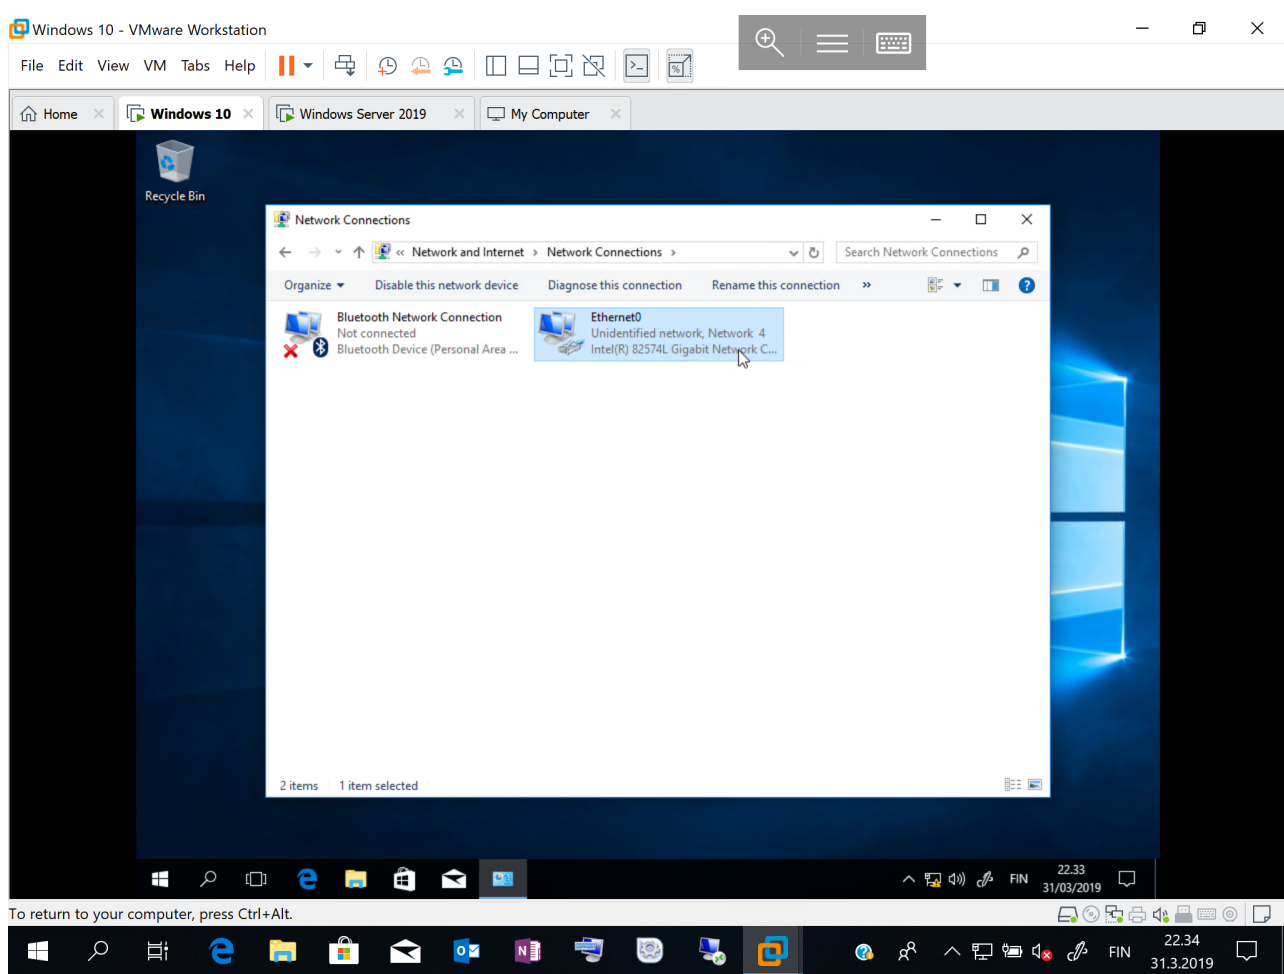 Windows 10 - VMware Workstation
File Edit View VM Tabs Help
Home Windows 10 Windows Server 2019 My Computer
Recycle Bin
Network Connections
« Network and Internet > Network Connections > Search Network Connections
Organize Disable this network device Diagnose this connection Rename this connection »
Bluetooth Network Connection
Not connected
Bluetooth Device (Personal Area ...
Ethernet0
Unidentified network, Network 4
Intel(R) 82574L Gigabit Network C...
2 items 1 item selected
FIN
22.33
31/03/2019
To return to your computer, press Ctrl+Alt.
FIN
22.34
31.3.2019